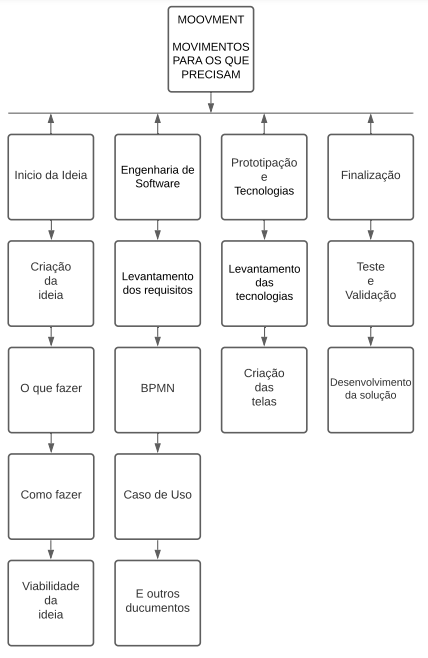 MOOVMENT
MOVIMENTOS
PARA OS QUE
PRECISAM
Inicio da Ideia
Engenharia de
Software
Prototipação
e
Tecnologias
Finalização
Criação
da
ideia
Levantamento
dos requisitos
Levantamento
das
tecnologias
Teste
e
Validação
O que fazer
BPMN
Criação
das
telas
Desenvolvimento
da solução
Como fazer
Caso de Uso
Viabilidade
da
ideia
E outros
ducumentos